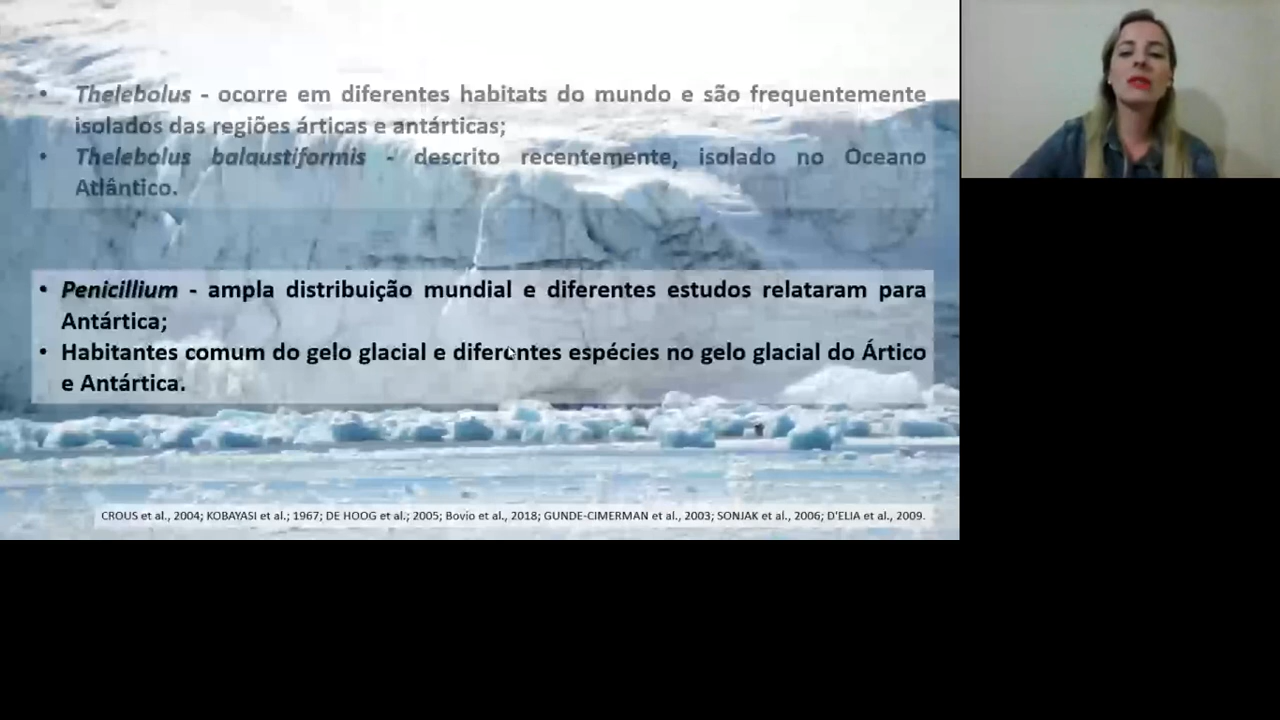 • Thelebolus - ocorre em diferentes habitats do mundo e são frequentemente
isolados das regiões árticas e antárticas;
• Thelebolus balaustiformis - descrito recentemente, isolado no Oceano
Atlântico.
• Penicillium - ampla distribuição mundial e diferentes estudos relataram para
Antártica;
• Habitantes comum do gelo glacial e diferentes espécies no gelo glacial do Ártico
e Antártica.
CROUS et al., 2004; KOBAYASI et al.; 1967; DE HOOG et al.; 2005; Bovio et al., 2018; GUNDE-CIMERMAN et al., 2003; SONJAK et al., 2006; D'ELIA et al., 2009.